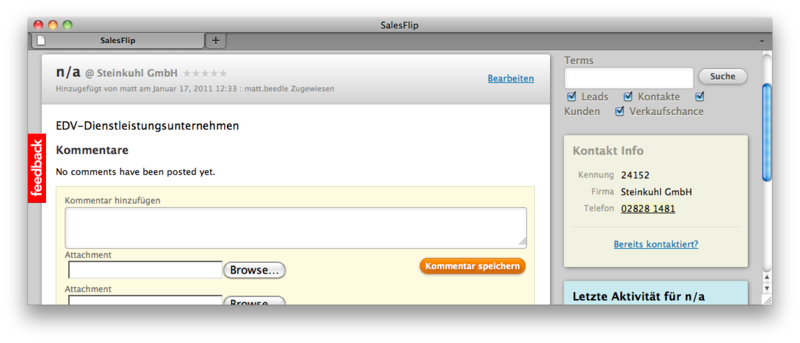 SalesFlip
SalesFlip
n/a @ Steinkuhl GmbH
Bearbeiten
Hinzugefügt von matt am Januar 17, 2011 12:33 : matt.beedle Zugewiesen
EDV-Dienstleistungsunternehmen
Kommentare
No comments have been posted yet.
Kommentar hinzufügen
Attachment
Browse...
Kommentar speichern
Attachment
Browse...
feedback
Terms
Suche
Leads Kontakte
Kunden Verkaufschance
Kontakt Info
Kennung 24152
Firma Steinkuhl GmbH
Telefon 02828 1481
Bereits kontaktiert?
Letzte Aktivität für n/a